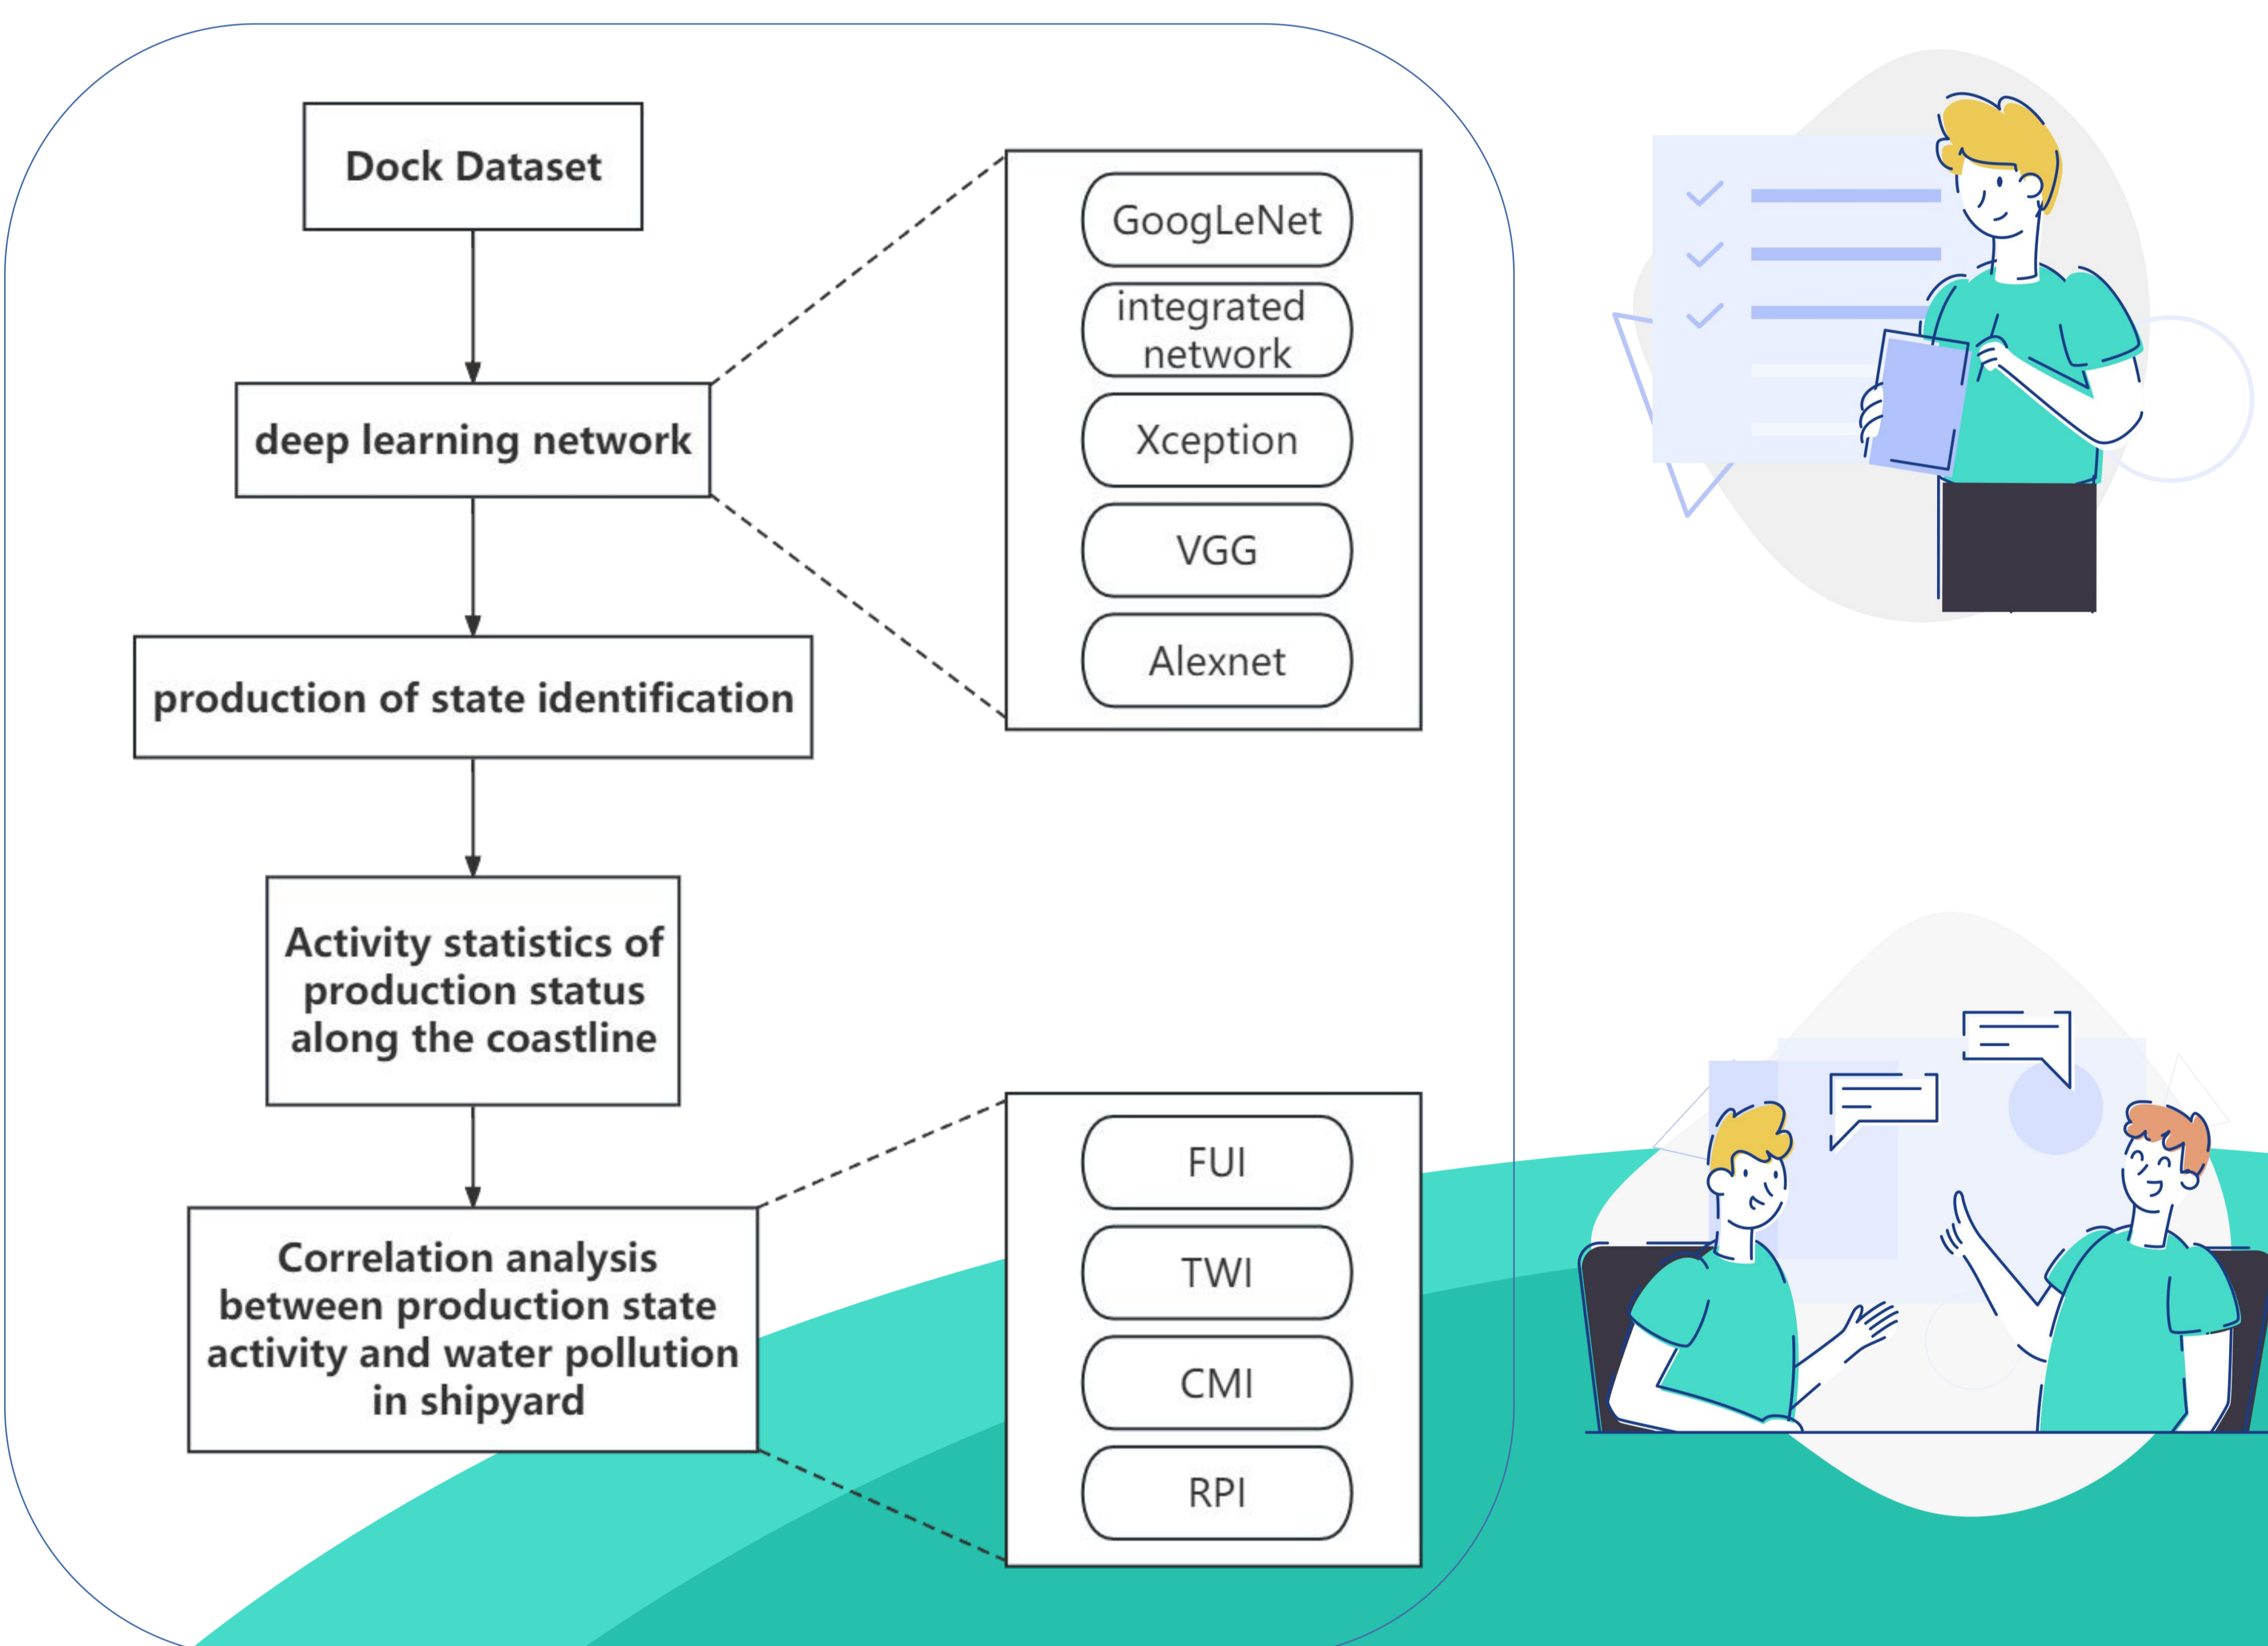 Dock Dataset
deep learning network
production of state identification
Activity statistics of
production status
along the coastline
Correlation analysis
between production state
activity and water pollution
in shipyard
GoogLeNet
integrated
network
Xception
VGG
Alexnet
FUI
TWI
CMI
RPI